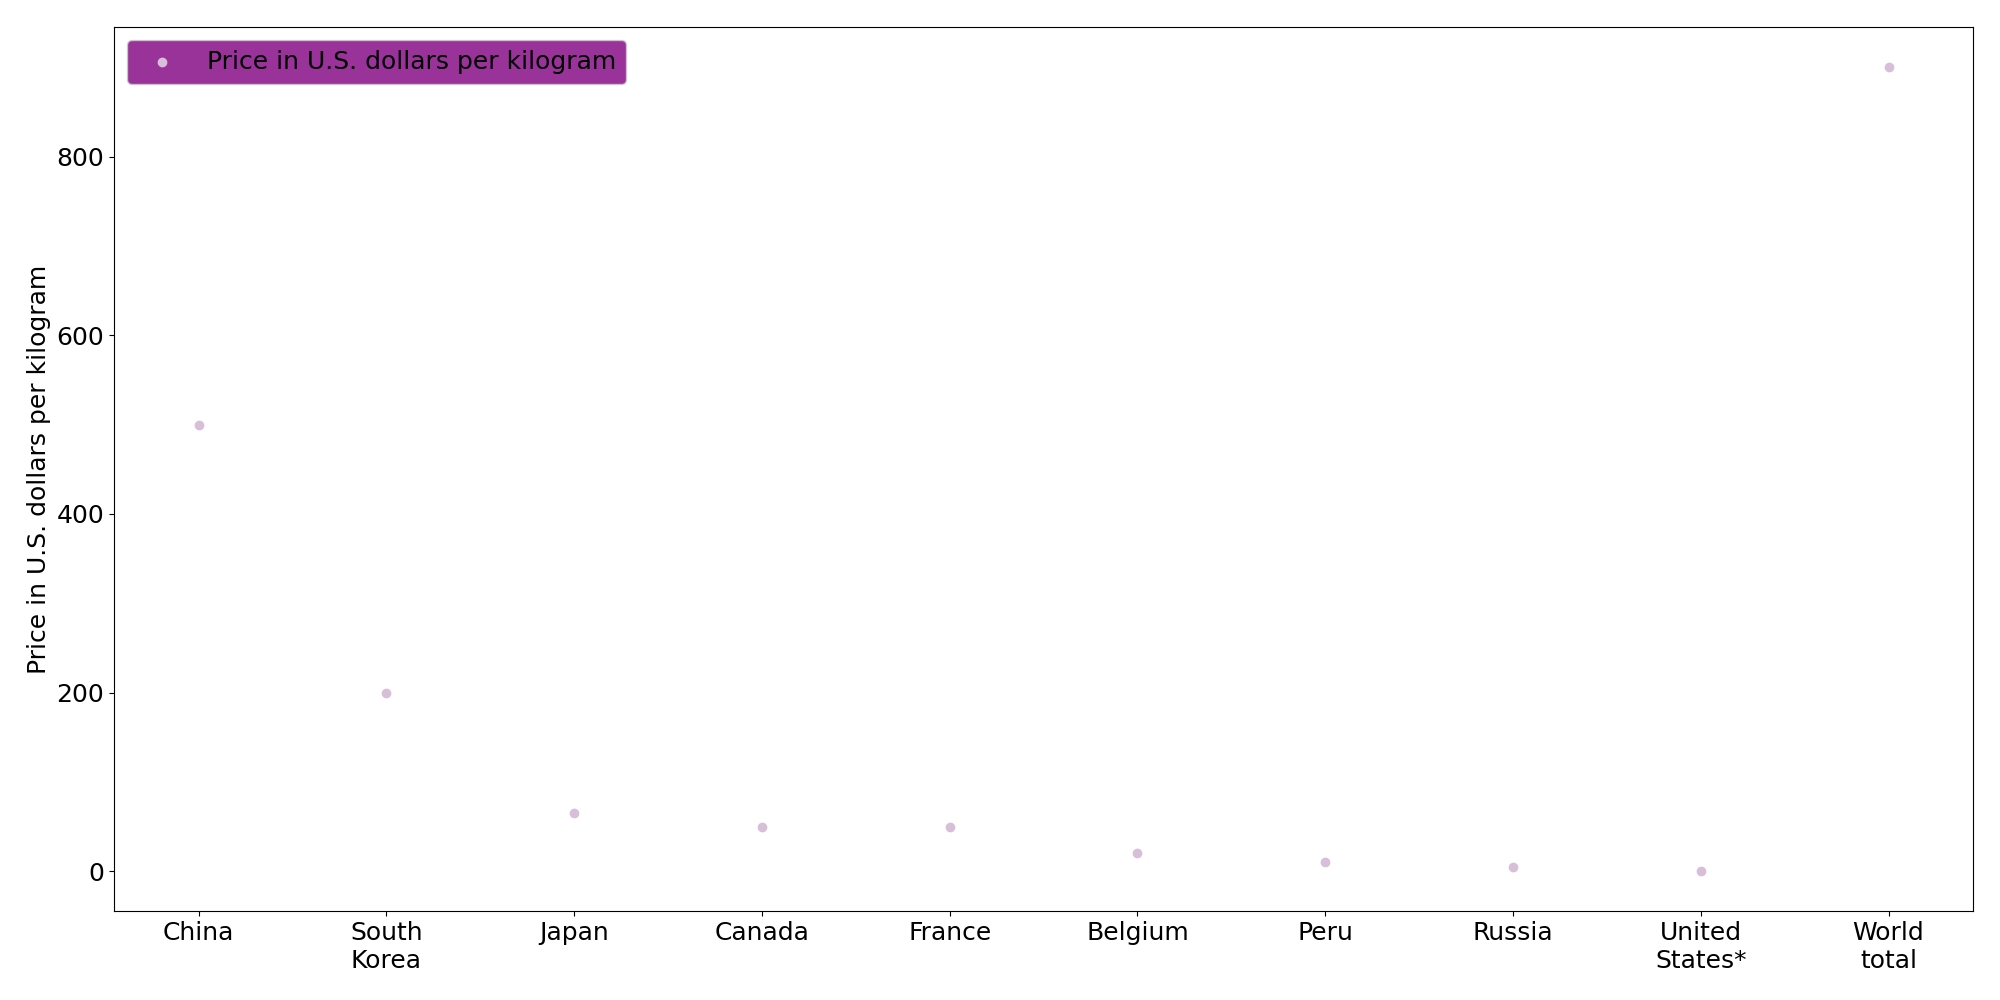 Price in U.S. dollars per kilogram
Price in U.S. dollars per kilogram
800
600
400
200
0
China
South
Korea
Japan
Canada
France
Belgium
Peru
Russia
United
States*
World
total